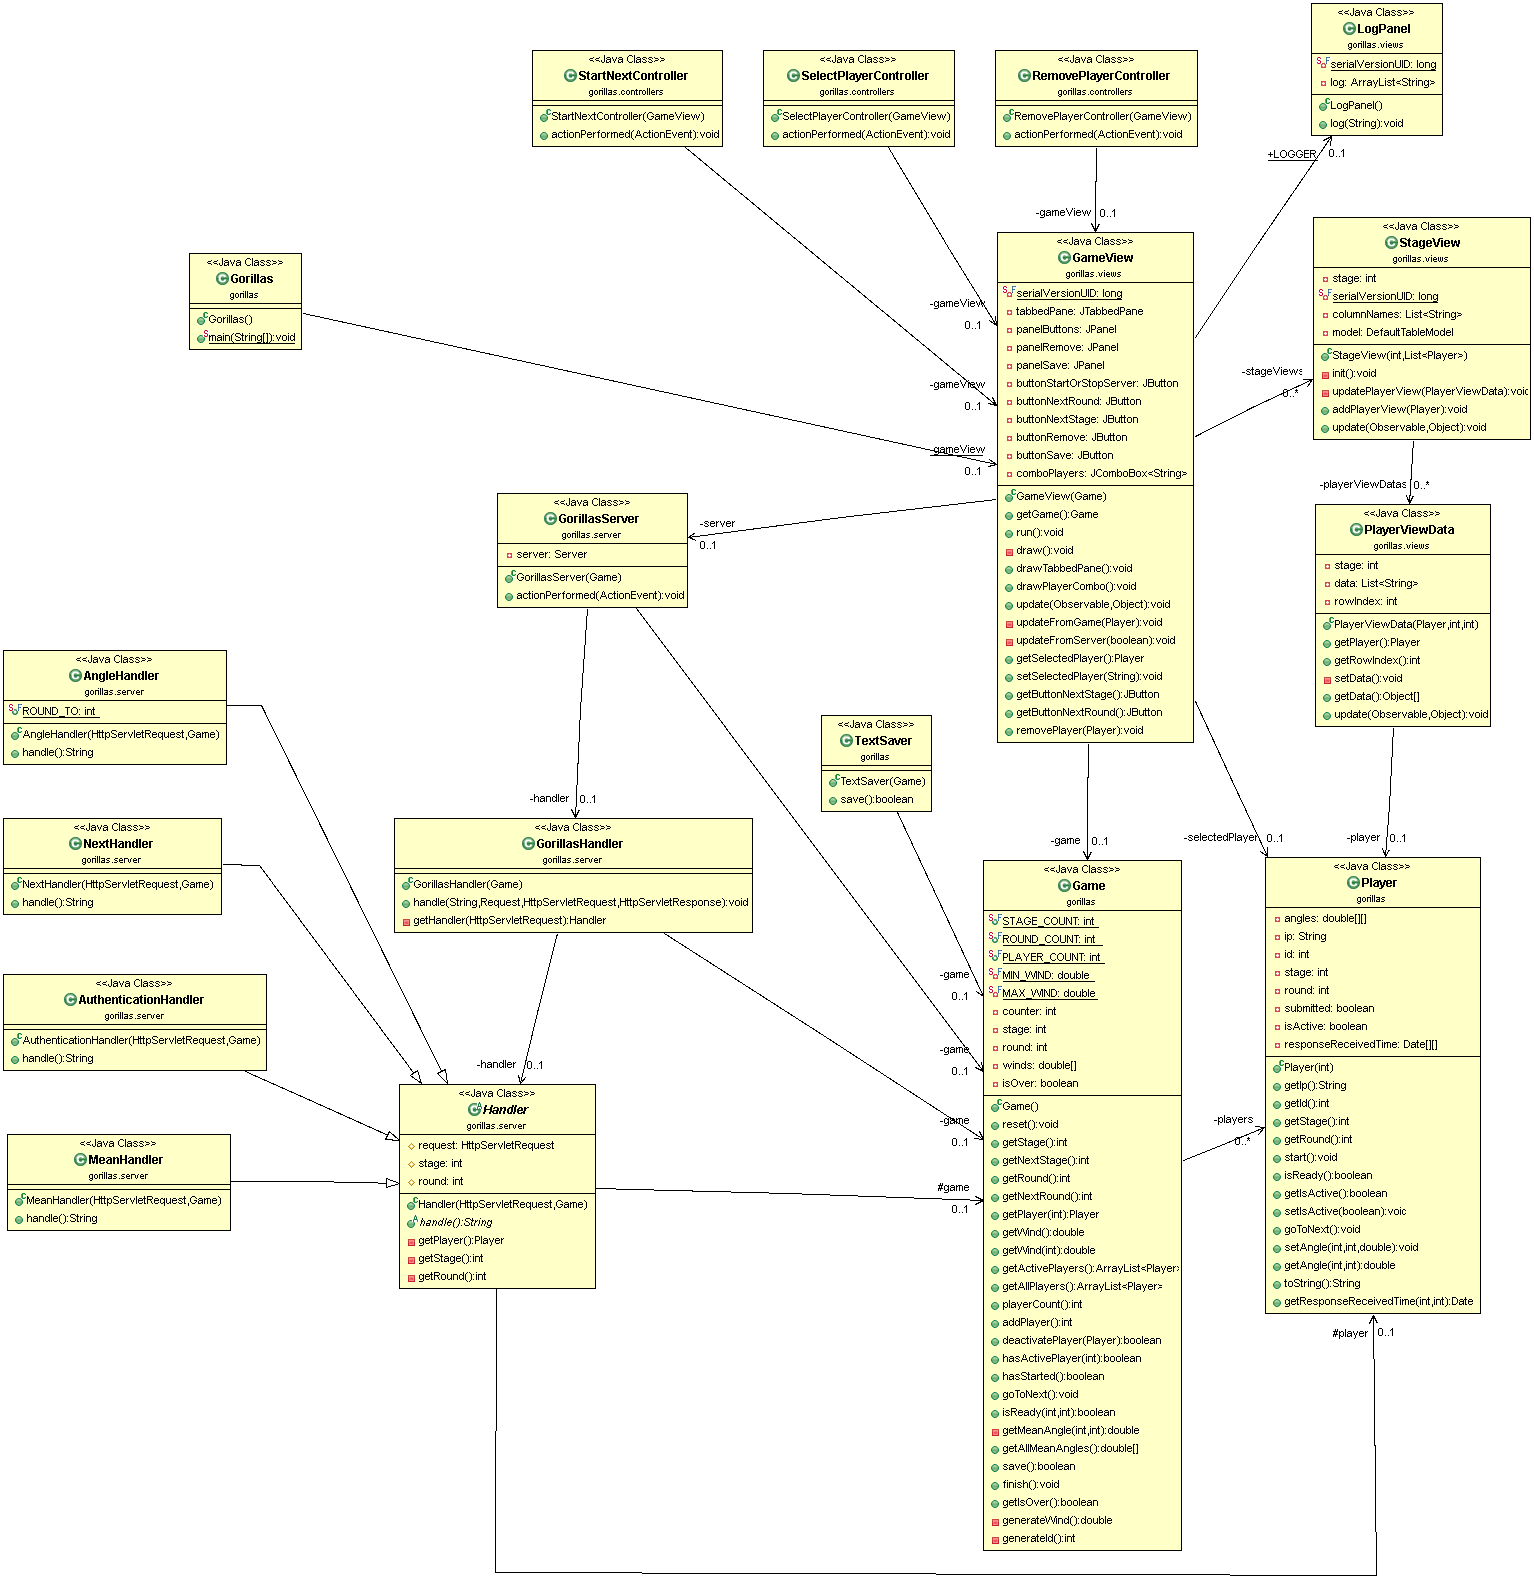 <<Java Class>>
LogPanel
gorillas.views
serialVersionUID: long
log: ArrayList<String>
LogPanel()
log(String):void
<<Java Class>>
StartNextController
gorillas.controllers
StartNextController(GameView)
actionPerformed(ActionEvent):void
<<Java Class>>
SelectPlayerController
gorillas.controllers
SelectPlayerController(GameView)
actionPerformed(ActionEvent):void
<<Java Class>>
RemovePlayerController
gorillas.controllers
RemovePlayerController(GameView)
actionPerformed(ActionEvent):void
+LOGGER
0..1
-gameView
0..1
<<Java Class>>
StageView
gorillas.views
stage: int
serialVersionUID: long
columnNames: List<String>
model: DefaultTableModel
StageView(int,List<Player>)
init():void
updatePlayerView(PlayerViewData):void
addPlayerView(Player):void
update(Observable,Object):void
<<Java Class>>
GameView
gorillas.views
serialVersionUID: long
tabbedPane: JTabbedPane
panelButtons: JPanel
panelRemove: JPanel
panelSave: JPanel
buttonStartOrStopServer: JButton
buttonNextRound: JButton
buttonNextStage: JButton
buttonRemove: JButton
buttonSave: JButton
comboPlayers: JComboBox<String>
GameView(Game)
getGame():Game
run():void
draw():void
drawTabbedPane():void
drawPlayerCombo():void
update(Observable,Object):void
updateFromGame(Player):void
updateFromServer(boolean):void
getSelectedPlayer():Player
setSelectedPlayer(String):void
getButtonNextStage():JButton
getButtonNextRound():JButton
removePlayer(Player):void
<<Java Class>>
Gorillas
gorillas
Gorillas()
main(String[]):void
-gameView
0..1
-gameView
0..1
-gameView
0..1
-stageViews
0..*
-playerViewDatas
0..*
<<Java Class>>
GorillasServer
gorillas.server
server: Server
GorillasServer(Game)
actionPerformed(ActionEvent):void
-server
0..1
<<Java Class>>
PlayerViewData
gorillas.views
stage: int
data: List<String>
rowIndex: int
PlayerViewData(Player,int,int)
getPlayer():Player
getRowIndex():int
setData():void
getData():Object[]
update(Observable,Object):void
<<Java Class>>
AngleHandler
gorillas.server
ROUND_TO: int
AngleHandler(HttpServletRequest,Game)
handle():String
<<Java Class>>
TextSaver
gorillas
TextSaver(Game)
save():boolean
-handler
0..1
<<Java Class>>
NextHandler
gorillas.server
NextHandler(HttpServletRequest,Game)
handle():String
<<Java Class>>
GorillasHandler
gorillas.server
GorillasHandler(Game)
handle(String,Request,HttpServletRequest,HttpServletResponse):void
getHandler(HttpServletRequest):Handler
-game
0..1
-selectedPlayer
0..1
-player
0..1
<<Java Class>>
Game
gorillas
STAGE_COUNT: int
ROUND_COUNT: int
PLAYER_COUNT: int
MIN_WIND: double
MAX_WIND: double
counter: int
stage: int
round: int
winds: double[]
isOver: boolean
Game()
reset():void
getStage():int
getNextStage():int
getRound():int
getNextRound():int
getPlayer(int):Player
getWind():double
getWind(int):double
getActivePlayers():ArrayList<Player>
getAllPlayers():ArrayList<Player>
playerCount():int
addPlayer():int
deactivatePlayer(Player):boolean
hasActivePlayer(int):boolean
hasStarted():boolean
goToNext():void
isReady(int,int):boolean
getMeanAngle(int,int):double
getAllMeanAngles():double[]
save():boolean
finish():void
getIsOver():boolean
generateWind():double
generateId():int
<<Java Class>>
Player
gorillas
angles: double[][]
ip: String
id: int
stage: int
round: int
submitted: boolean
isActive: boolean
responseReceivedTime: Date[][]
Player(int)
getIp():String
getId():int
getStage():int
getRound():int
start():void
isReady():boolean
getIsActive():boolean
setIsActive(boolean):voic
goToNext():void
setAngle(int,int,double):void
getAngle(int,int):double
toString():String
getResponseReceivedTime(int,int):Date
<<Java Class>>
AuthenticationHandler
gorillas.server
AuthenticationHandler(HttpServletRequest,Game)
handle():String
-game
0..1
-game
0..1
-handler
0..1
-game
0..1
-players
0..*
<<Java Class>>
Handler
gorillas.server
request: HttpServletRequest
stage: int
round: int
Handler(HttpServletRequest,Game)
handle():String
getPlayer():Player
getStage():int
getRound():int
<<Java Class>>
MeanHandler
gorillas.server
MeanHandler(HttpServletRequest,Game)
handle():String
#game
0..1
#player
0..1